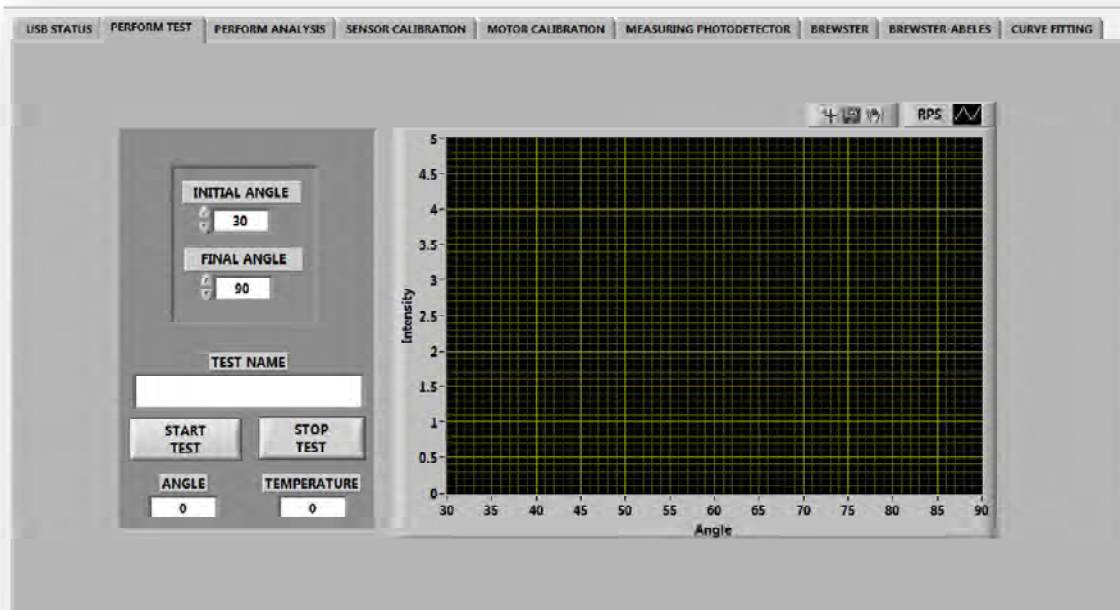 USB STATUS
PERFORM TEST
PERFORM ANALYSIS
SENSOR CALIBRATION
MOTOR CALIBRATION
MEASURING PHOTODETECTOR
BREWSTER
BREWSTER-ABELES
CURVE FITTING
RPS
INITIAL ANGLE
30
FINAL ANGLE
90
TEST NAME
START
TEST
STOP
TEST
ANGLE
0
TEMPERATURE
0
Intensity
5
4.5
4
3.5
3
2.5
2
1.5
1
0.5
0
30 35 40 45 50 55 60 65 70 75 80 85 90
Angle